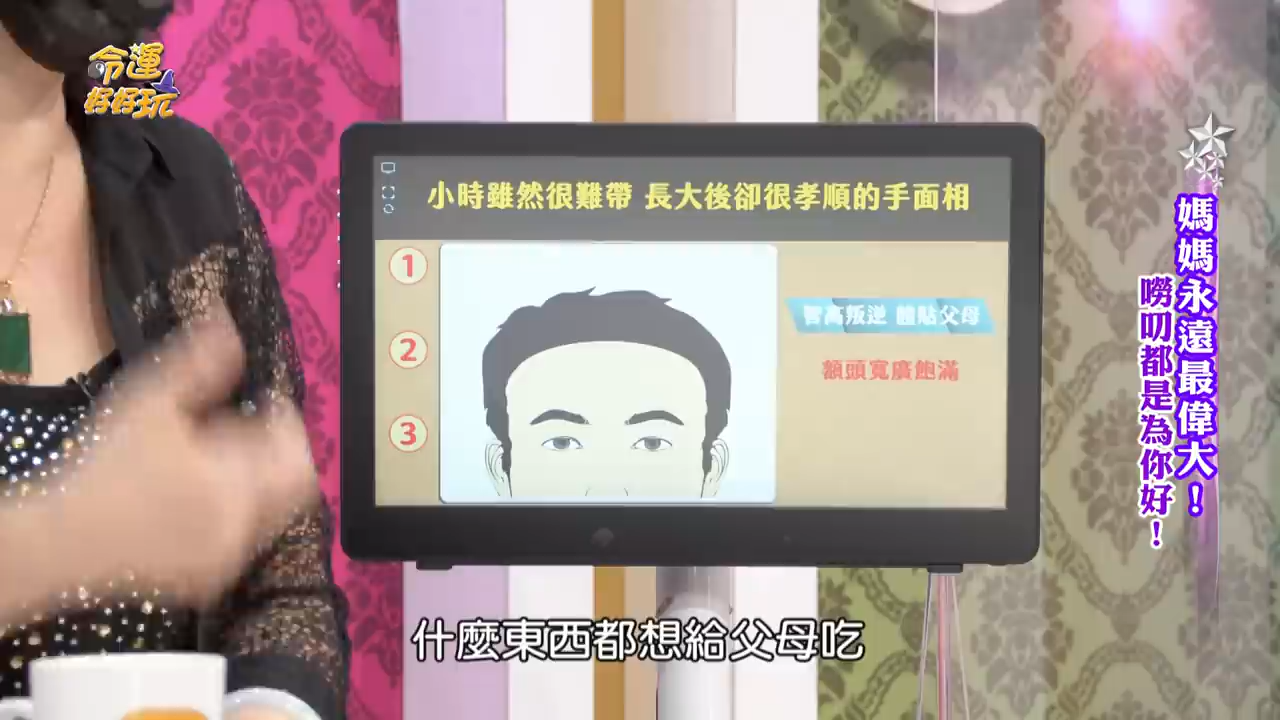 命運
好好玩
小時雖然很難帶 長大後卻很孝順的手面相
1
2
3
智高叛逆 體貼父母
額頭寬廣飽滿
媽媽永遠最偉大！
嘮叨都是為你好！
什麼東西都想給父母吃